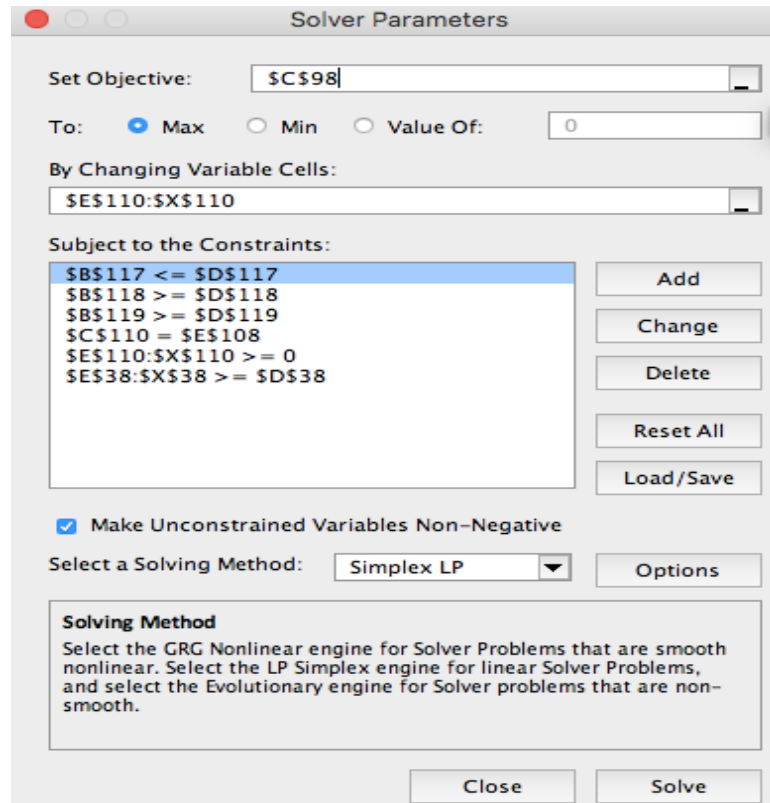 Solver Parameters
Set Objective: $C$98
To: Max Min Value Of: 0
By Changing Variable Cells:
$E$110:$X$110
Subject to the Constraints:
$B$117 <= $D$117
$B$118 >= $D$118
$B$119 >= $D$119
$C$110 = $E$108
$E$110:$X$110 >= 0
$E$38:$X$38 >= $D$38
Add
Change
Delete
Reset All
Load/Save
Make Unconstrained Variables Non-Negative
Select a Solving Method: Simplex LP Options
Solving Method
Select the GRG Nonlinear engine for Solver Problems that are smooth
nonlinear. Select the LP Simplex engine for linear Solver Problems,
and select the Evolutionary engine for Solver problems that are non-
smooth.
Close Solve